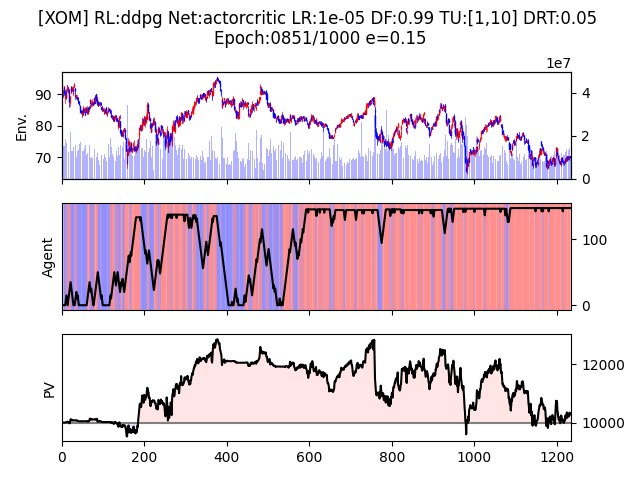 [XOM] RL:ddpg Net:actorcritic LR:1e-05 DF:0.99 TU:[1,10] DRT:0.05
Epoch:0851/1000 e=0.15
1e7
Env.
90
80
70
4
2
0
Agent
100
0
PV
12000
10000
0 200 400 600 800 1000 1200